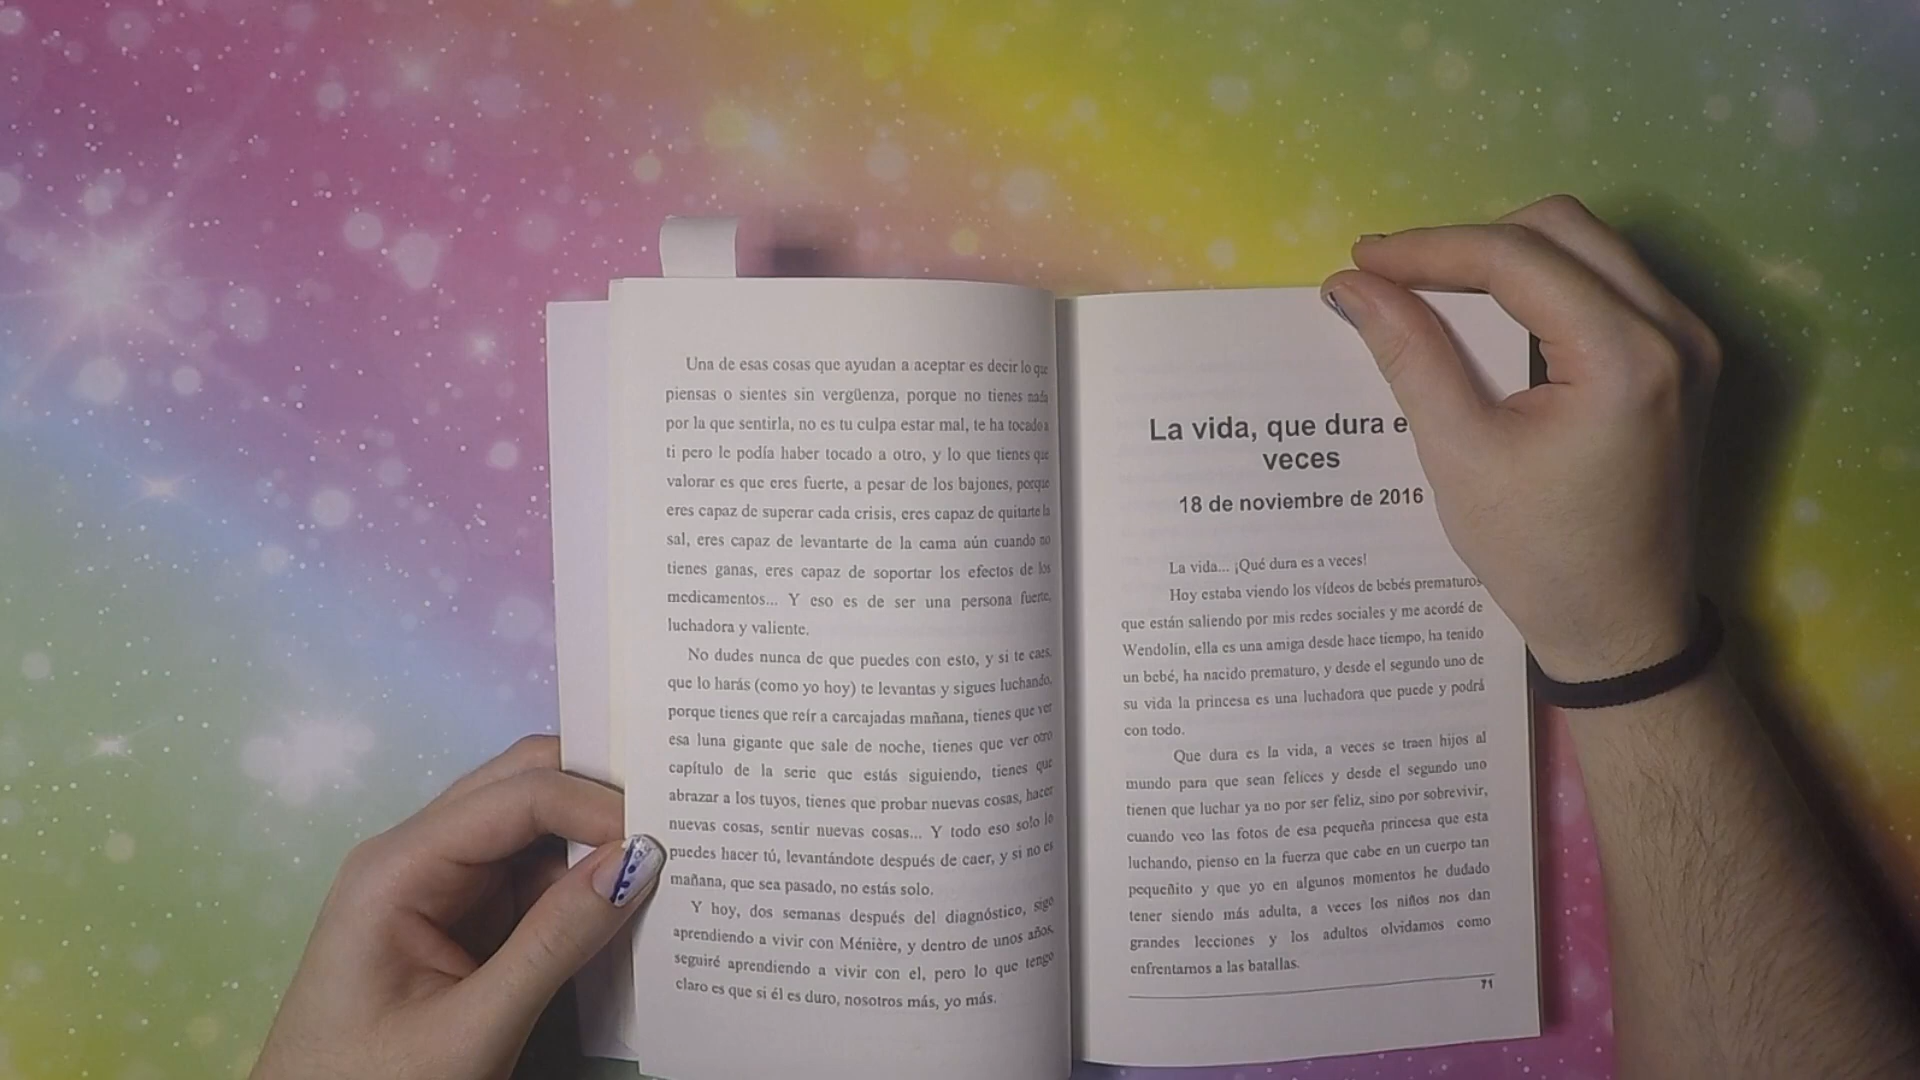 Una de esas cosas que ayudan a aceptar es decir lo que
piensas o sientes sin vergüenza, porque no tienes nada
por la que sentirla, no es tu culpa estar mal, te ha tocado a
ti pero le podía haber tocado a otro, y lo que tienes que
valorar es que eres fuerte, a pesar de los bajones, porque
eres capaz de superar cada crisis, eres capaz de quitarte la
sal, eres capaz de levantarte de la cama aún cuando no
tienes ganas, eres capaz de soportar los efectos de los
medicamentos... Y eso es de ser una persona fuerte,
luchadora y valiente.
No dudes nunca de que puedes con esto, y si te caes,
que lo harás (como yo hoy) te levantas y sigues luchando,
porque tienes que reír a carcajadas mañana, tienes que ver
esa luna gigante que sale de noche, tienes que ver otro
capítulo de la serie que estás siguiendo, tienes que
abrazar a los tuyos, tienes que probar nuevas cosas, hacer
nuevas cosas, sentir nuevas cosas... Y todo eso solo lo
puedes hacer tú, levantándote después de caer, y si no es
mañana, que sea pasado, no estás solo.
Y hoy, dos semanas después del diagnóstico, sigo
aprendiendo a vivir con Ménière, y dentro de unos años,
seguiré aprendiendo a vivir con el, pero lo que tengo
claro es que si él es duro, nosotros más, yo más.
La vida, que dura e
veces
18 de noviembre de 2016
La vida... ¡Qué dura es a veces!
Hoy estaba viendo los vídeos de bebés prematuros
que están saliendo por mis redes sociales y me acordé de
Wendolin, ella es una amiga desde hace tiempo, ha tenido
un bebé, ha nacido prematuro, y desde el segundo uno de
su vida la princesa es una luchadora que puede y podrá
con todo.
Que dura es la vida, a veces se traen hijos al
mundo para que sean felices y desde el segundo uno
tienen que luchar ya no por ser feliz, sino por sobrevivir,
cuando veo las fotos de esa pequeña princesa que esta
luchando, pienso en la fuerza que cabe en un cuerpo tan
pequeñito y que yo en algunos momentos he dudado
tener siendo más adulta, a veces los niños nos dan
grandes lecciones y los adultos olvidamos como
enfrentarnos a las batallas.
71